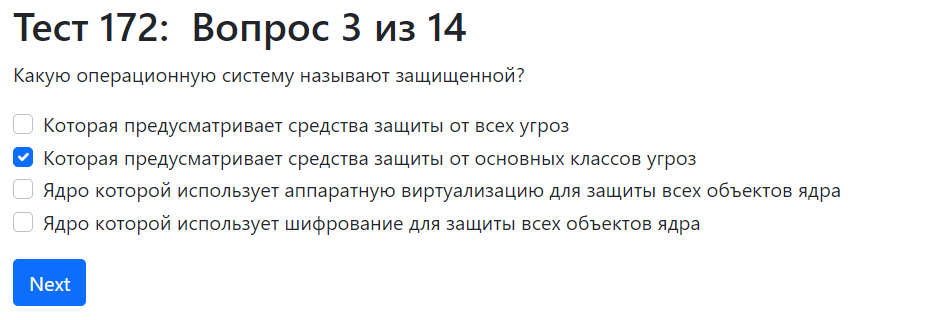 Тест 172: Вопрос 3 из 14
Какую операционную систему называют защищенной?
Которая предусматривает средства защиты от всех угроз
Которая предусматривает средства защиты от основных классов угроз
Ядро которой использует аппаратную виртуализацию для защиты всех объектов ядра
Ядро которой использует шифрование для защиты всех объектов ядра
Next